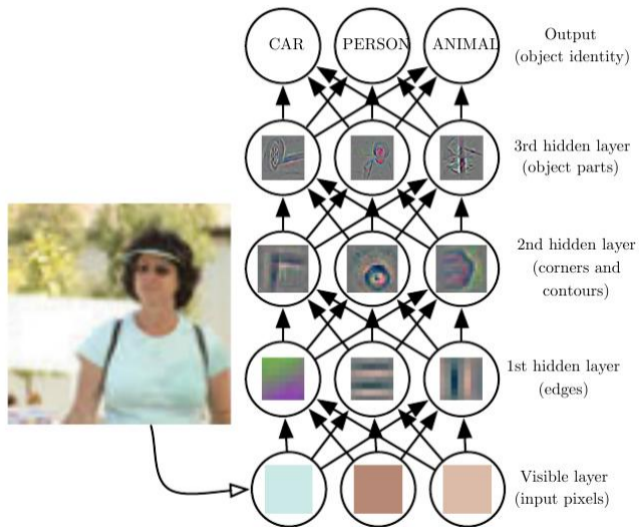 CAR PERSON ANIMAL
Output
(object identity)
3rd hidden layer
(object parts)
2nd hidden layer
(corners and
contours)
1st hidden layer
(edges)
Visible layer
(input pixels)